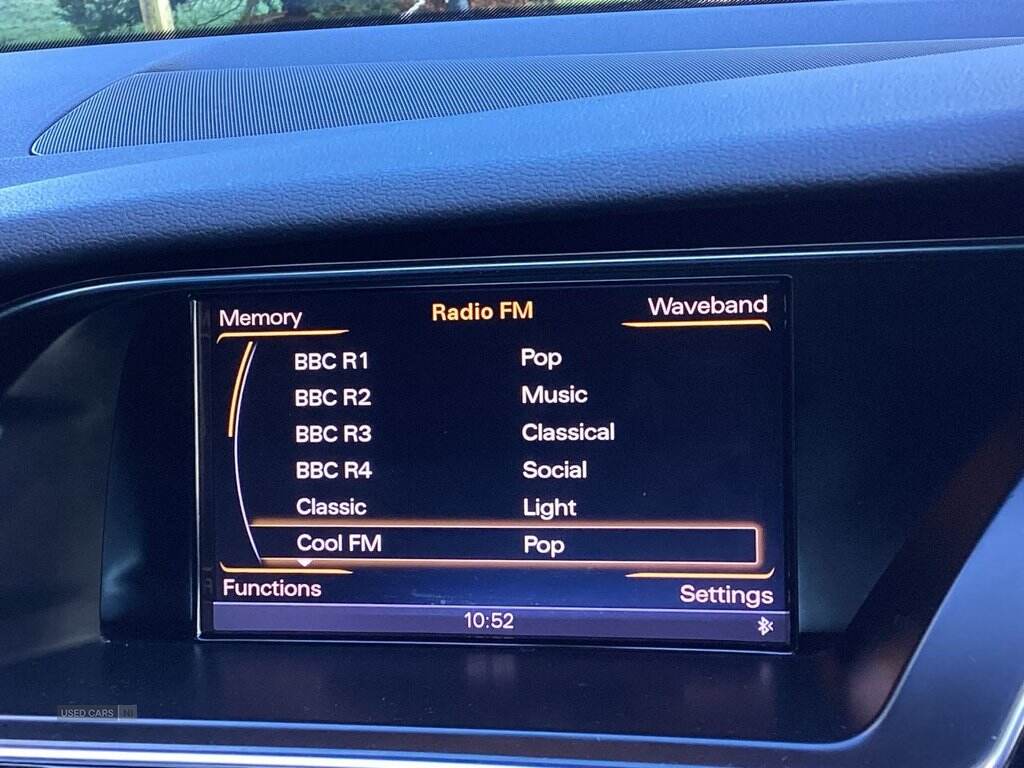 Memory Radio FM Waveband
BBC R1 Pop
BBC R2 Music
BBC R3 Classical
BBC R4 Social
Classic Light
Cool FM Pop
Functions Settings
10:52
USED CARS NI